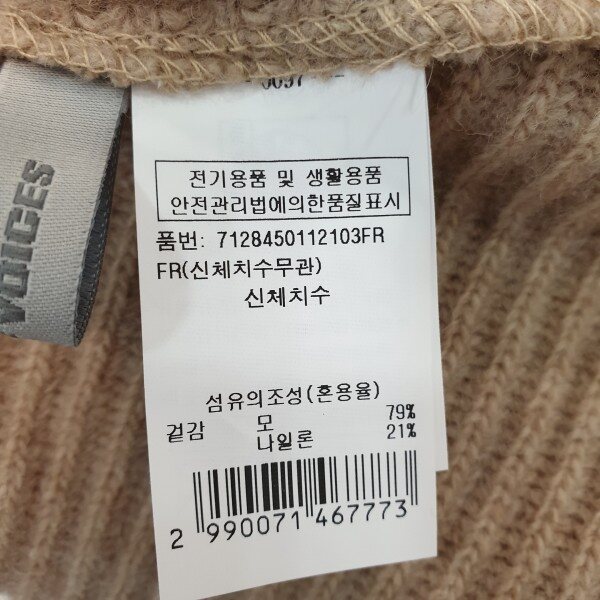 VOICES
전기용품 및 생활용품
안전관리법에의한품질표시
품번: 7128450112103FR
FR(신체치수무관)
신체치수
섬유의조성(혼용율)
겉감 모 79%
나일론 21%
2 990071 467773